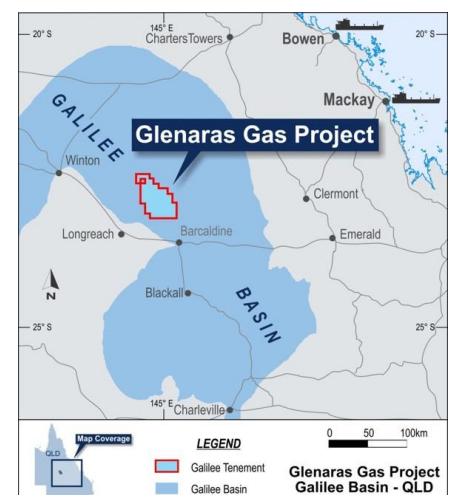 145° E
20° S
20° S
Charters Towers
Bowen
Mackay
GALILEE
Glenaras Gas Project
Winton
Clermont
Longreach
Barcaldine
Emerald
N
Blackall
BASIN
25° S
25° S
145° E
Charleville
Map Coverage
QLD
LEGEND
Galilee Tenement
Galilee Basin
0 50 100km
Glenaras Gas Project
Galilee Basin - QLD